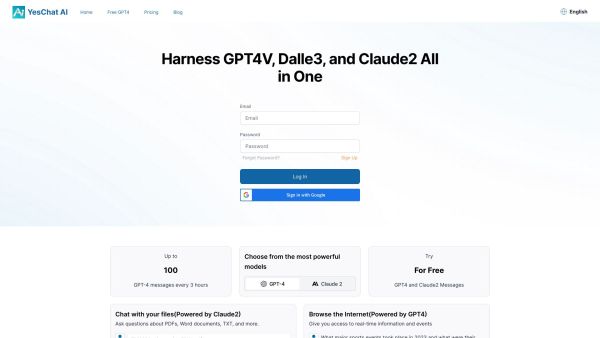 YesChat AI
Home
Free GPT4
Pricing
Blog
English
Harness GPT4V, Dalle3, and Claude2 All
in One
Email
Email
Password
Password
Forgot Password?
Sign Up
Log In
Sign in with Google
Up to
100
GPT-4 messages every 3 hours
Choose from the most powerful
models
GPT-4
Claude 2
Try
For Free
GPT4 and Claude2 Messages
Chat with your files(Powered by Claude2)
Ask questions about PDFs, Word documents, TXT, and more.
Browse the Internet(Powered by GPT4)
Give you access to real-time information and events
What major sports events took place in 2023 and what were their